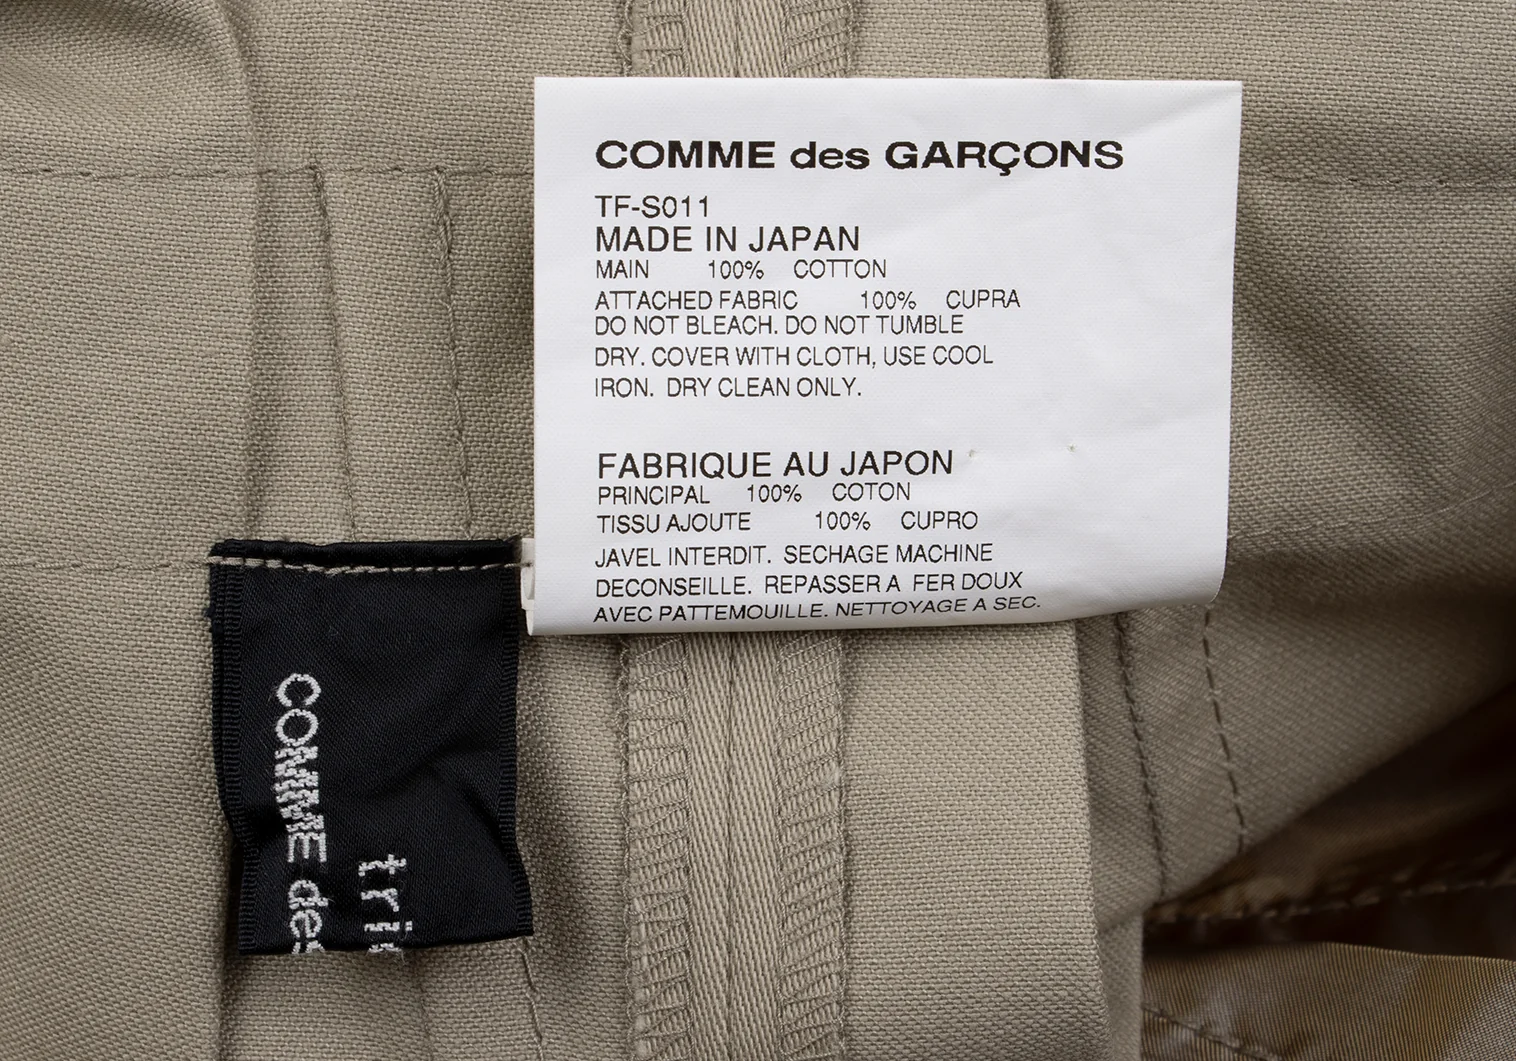 COMME des GARÇONS
TF-S011
MADE IN JAPAN
MAIN 100% COTTON
ATTACHED FABRIC 100% CUPRA
DO NOT BLEACH. DO NOT TUMBLE
DRY. COVER WITH CLOTH, USE COOL
IRON. DRY CLEAN ONLY.
FABRIQUE AU JAPON
PRINCIPAL 100% COTON
TISSU AJOUTE 100% CUPRO
JAVEL INTERDIT. SECHAGE MACHINE
DECONSEILLE. REPASSER A FER DOUX
AVEC PATTEMOUILLE. NETTOYAGE A SEC.
COMME des